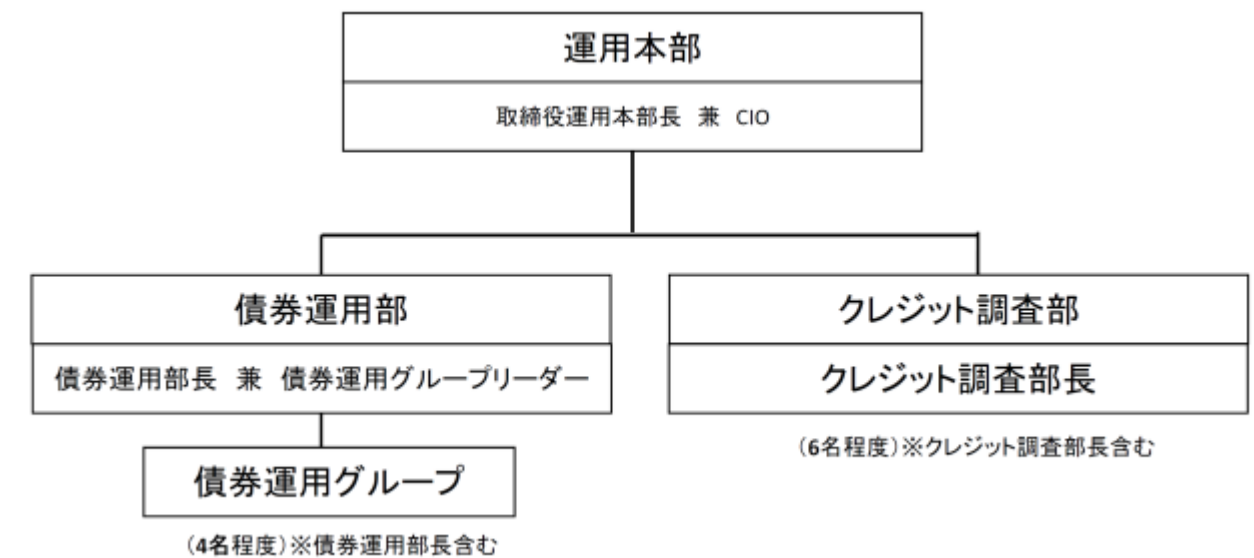 運用本部
取締役運用本部長 兼 CIO
債券運用部
債券運用部長 兼 債券運用グループリーダー
債券運用グループ
(4名程度)※債券運用部長含む
クレジット調査部
クレジット調査部長
(6名程度)※クレジット調査部長含む